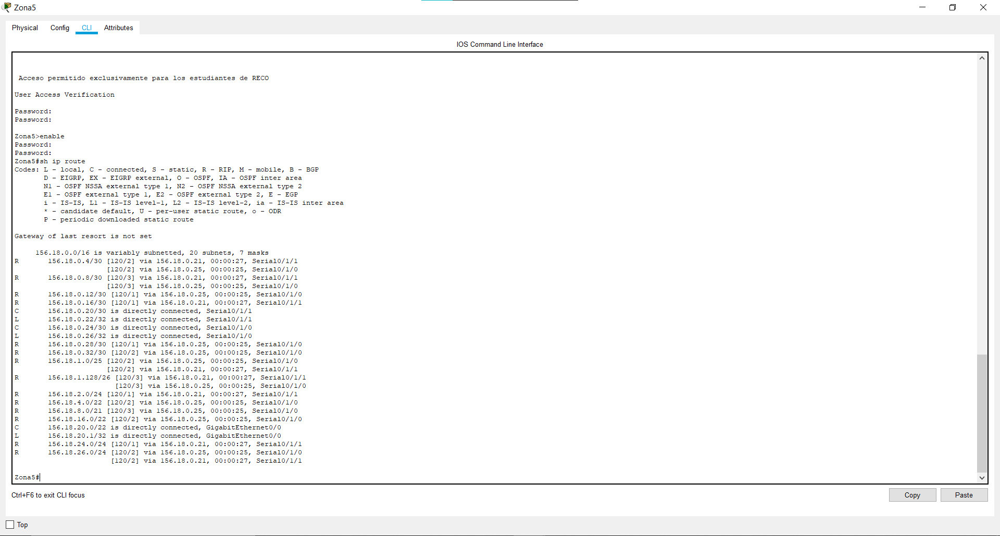 Zona5
Physical Config CLI Attributes
IOS Command Line Interface
Acceso permitido exclusivamente para los estudiantes de RECO
User Access Verification
Password:
Password:
Zona5>enable
Password:
Password:
Zona5#sh ip route
Codes: L - local, C - connected, S - static, R - RIP, M - mobile, B - BGP
D - EIGRP, EX - EIGRP external, O - OSPF, IA - OSPF inter area
N1 - OSPF NSSA external type 1, N2 - OSPF NSSA external type 2
E1 - OSPF external type 1, E2 - OSPF external type 2, E - EGP
i - IS-IS, L1 - IS-IS level-1, L2 - IS-IS level-2, ia - IS-IS inter area
* - candidate default, U - per-user static route, o - ODR
P - periodic downloaded static route
Gateway of last resort is not set
156.18.0.0/16 is variably subnetted, 20 subnets, 7 masks
R 156.18.0.4/30 [120/2] via 156.18.0.21, 00:00:27, Serial0/1/1
[120/2] via 156.18.0.25, 00:00:25, Serial0/1/0
R 156.18.0.8/30 [120/3] via 156.18.0.21, 00:00:27, Serial0/1/1
[120/3] via 156.18.0.25, 00:00:25, Serial0/1/0
R 156.18.0.12/30 [120/1] via 156.18.0.25, 00:00:25, Serial0/1/0
R 156.18.0.16/30 [120/1] via 156.18.0.21, 00:00:27, Serial0/1/1
C 156.18.0.20/30 is directly connected, Serial0/1/1
L 156.18.0.22/32 is directly connected, Serial0/1/1
C 156.18.0.24/30 is directly connected, Serial0/1/0
L 156.18.0.26/32 is directly connected, Serial0/1/0
R 156.18.0.28/30 [120/1] via 156.18.0.25, 00:00:25, Serial0/1/0
R 156.18.0.32/30 [120/2] via 156.18.0.25, 00:00:25, Serial0/1/0
R 156.18.1.0/25 [120/2] via 156.18.0.25, 00:00:25, Serial0/1/0
[120/2] via 156.18.0.21, 00:00:27, Serial0/1/1
R 156.18.1.128/26 [120/3] via 156.18.0.21, 00:00:27, Serial0/1/1
[120/3] via 156.18.0.25, 00:00:25, Serial0/1/0
R 156.18.2.0/24 [120/1] via 156.18.0.21, 00:00:27, Serial0/1/1
R 156.18.4.0/22 [120/2] via 156.18.0.25, 00:00:25, Serial0/1/0
R 156.18.8.0/21 [120/3] via 156.18.0.25, 00:00:25, Serial0/1/0
R 156.18.16.0/22 [120/2] via 156.18.0.25, 00:00:25, Serial0/1/0
C 156.18.20.0/22 is directly connected, GigabitEthernet0/0
L 156.18.20.1/32 is directly connected, GigabitEthernet0/0
R 156.18.24.0/24 [120/1] via 156.18.0.21, 00:00:27, Serial0/1/1
R 156.18.26.0/24 [120/2] via 156.18.0.25, 00:00:25, Serial0/1/0
[120/2] via 156.18.0.21, 00:00:27, Serial0/1/1
Zona5#
Ctrl+F6 to exit CLI focus
Copy Paste
Top